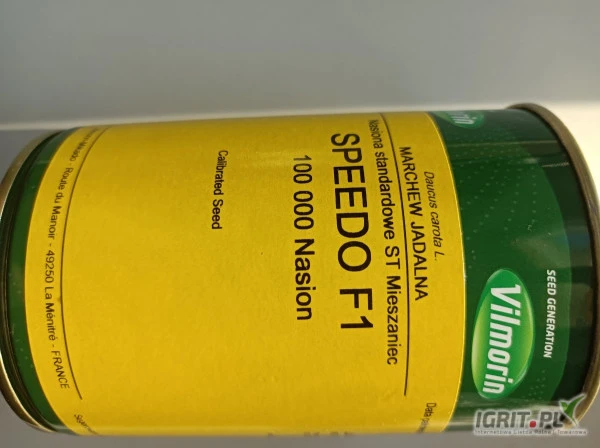 SEED GENERATION
Vilmorin
Daucus carota L.
MARCHEW JADALNA
Nasiona standardowe ST Mieszaniec
SPEEDO F1
100 000 Nasion
Calibrated Seed
Route du Manoir - 49250 La Ménitré - FRANCE
IGRIT.PL